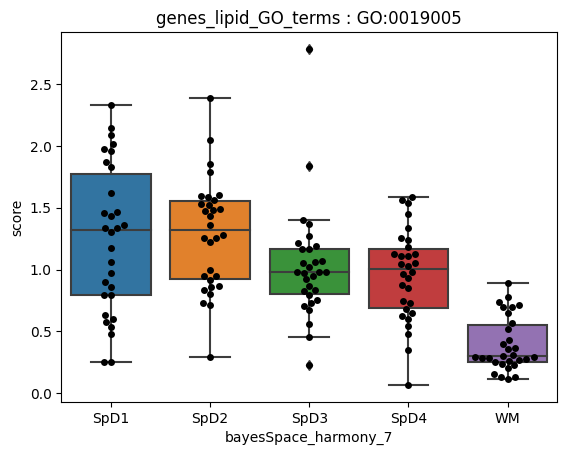 genes_lipid_GO_terms : GO:0019005
score
2.5
2.0
1.5
1.0
0.5
0.0
SpD1 SpD2 SpD3 SpD4 WM
bayesSpace_harmony_7